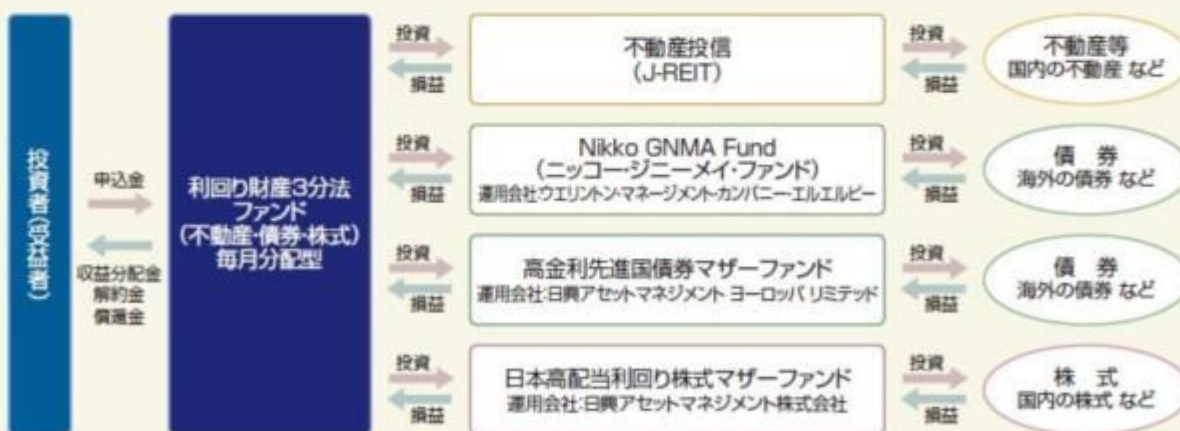 投資者(受益者)
申込金
収益分配金
解約金
償還金
利回り財産3分法
ファンド
(不動産・債券・株式)
毎月分配型
投資
損益
不動産投信
(J-REIT)
投資
損益
不動産等
国内の不動産 など
投資
損益
Nikko GNMA Fund
(ニッコー・ジニーメイ・ファンド)
運用会社:ウエリントン・マネージメント・カンパニー・エルエルピー
投資
損益
債 券
海外の債券 など
投資
損益
高金利先進国債券マザーファンド
運用会社:日興アセットマネジメント ヨーロッパ リミテッド
投資
損益
債 券
海外の債券 など
投資
損益
日本高配当利回り株式マザーファンド
運用会社:日興アセットマネジメント株式会社
投資
損益
株 式
国内の株式 など